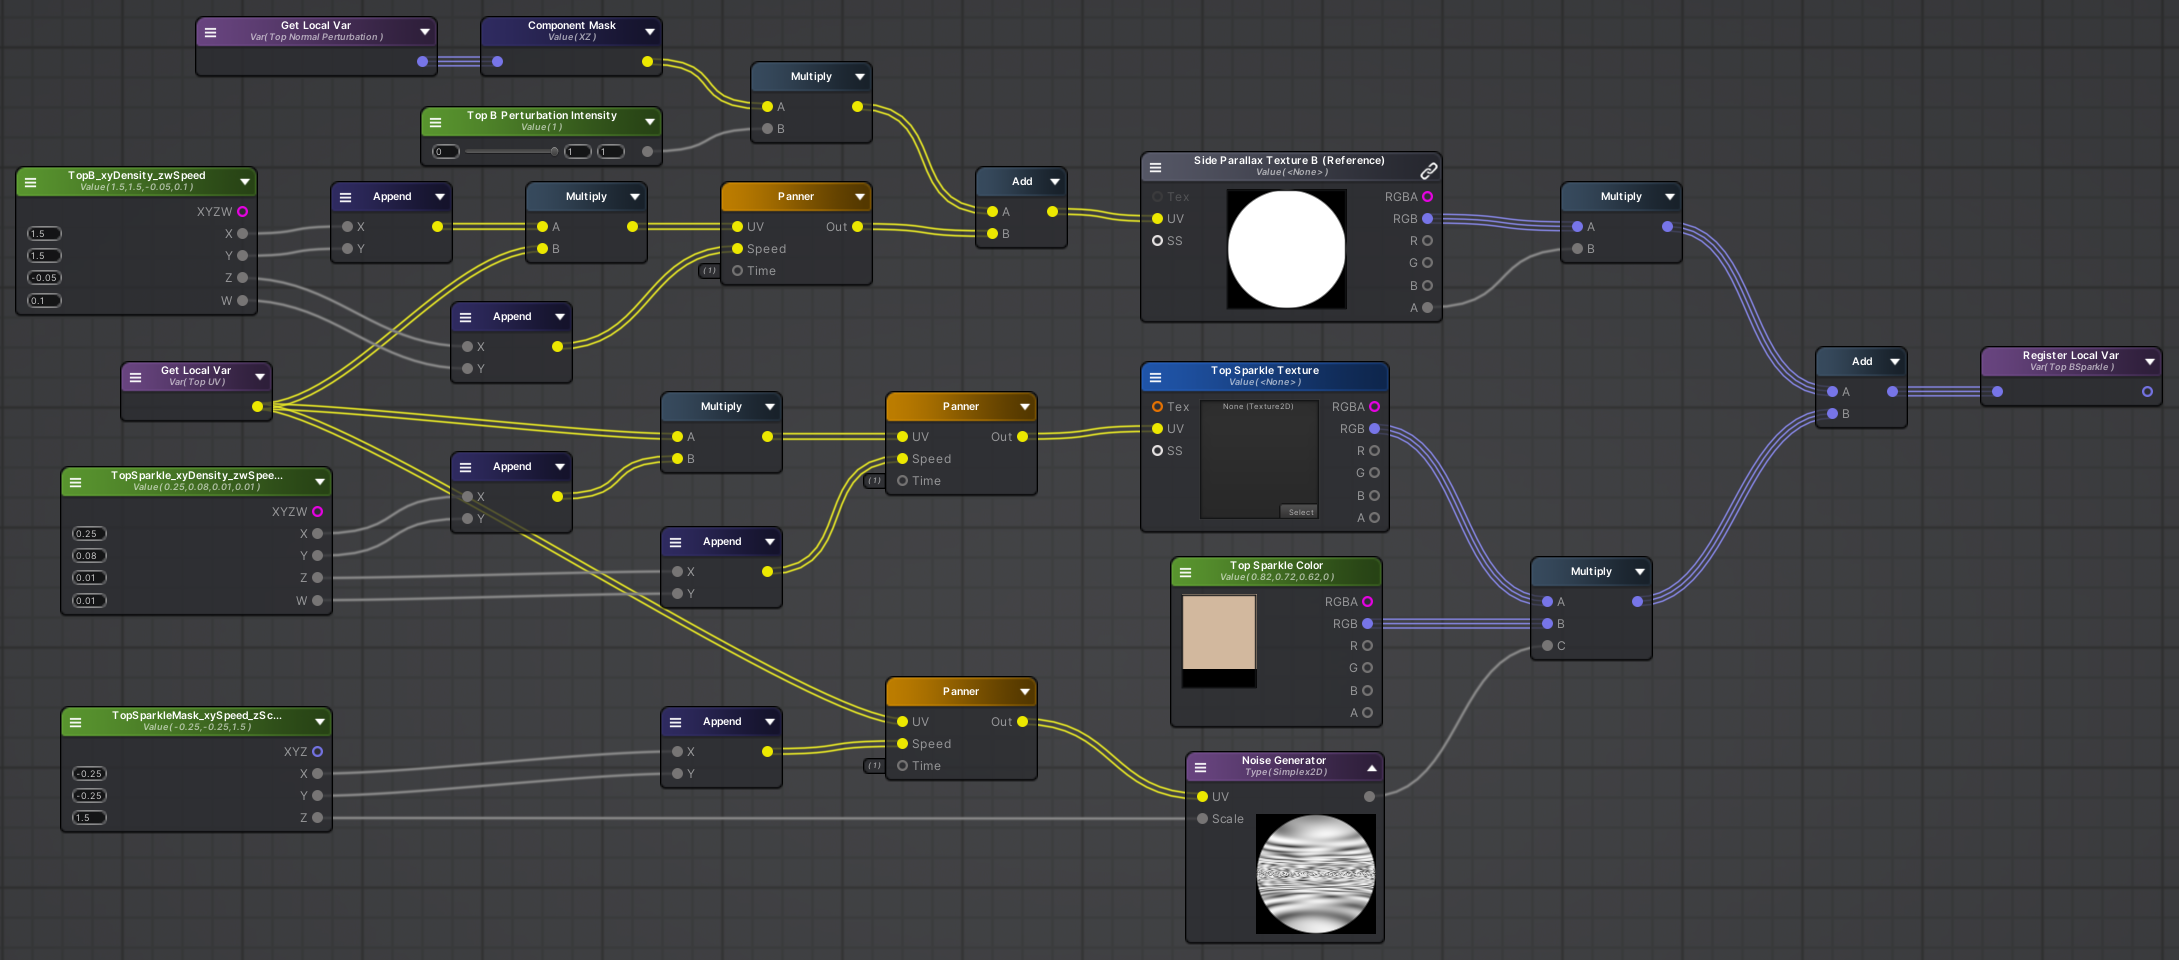 Get Local Var
Var( Top Normal Perturbation )
Component Mask
Value( XZ )
Multiply
A
B
Top B Perturbation Intensity
Value( 1 )
0
1
1
TopB_xyDensity_zwSpeed
Value( 1.5,1.5,-0.05,0.1 )
XYZW
1.5
X
1.5
Y
-0.05
Z
0.1
W
Append
X
Y
Multiply
A
B
Panner
UV
Out
Speed
(1)
Time
Add
A
B
Side Parallax Texture B (Reference)
Value( <None> )
Tex
RGBA
UV
RGB
SS
R
G
B
A
Multiply
A
B
Append
X
Y
Get Local Var
Var( Top UV )
Multiply
A
B
Panner
UV
Out
Speed
(1)
Time
Top Sparkle Texture
Value( <None> )
Tex
None (Texture2D)
RGBA
UV
RGB
SS
R
G
B
A
Select
Add
A
B
Register Local Var
Var( Top BSparkle )
TopSparkle_xyDensity_zwSpee...
Value( 0.25,0.08,0.01,0.01 )
XYZW
0.25
X
0.08
Y
0.01
Z
0.01
W
Append
X
Y
Append
X
Y
Top Sparkle Color
Value( 0.82,0.72,0.62,0 )
RGBA
RGB
R
G
B
A
Multiply
A
B
C
TopSparkleMask_xySpeed_zSc...
Value( -0.25,-0.25,1.5 )
XYZ
-0.25
X
-0.25
Y
1.5
Z
Append
X
Y
Panner
UV
Out
Speed
(1)
Time
Noise Generator
Type( Simplex2D )
UV
Scale